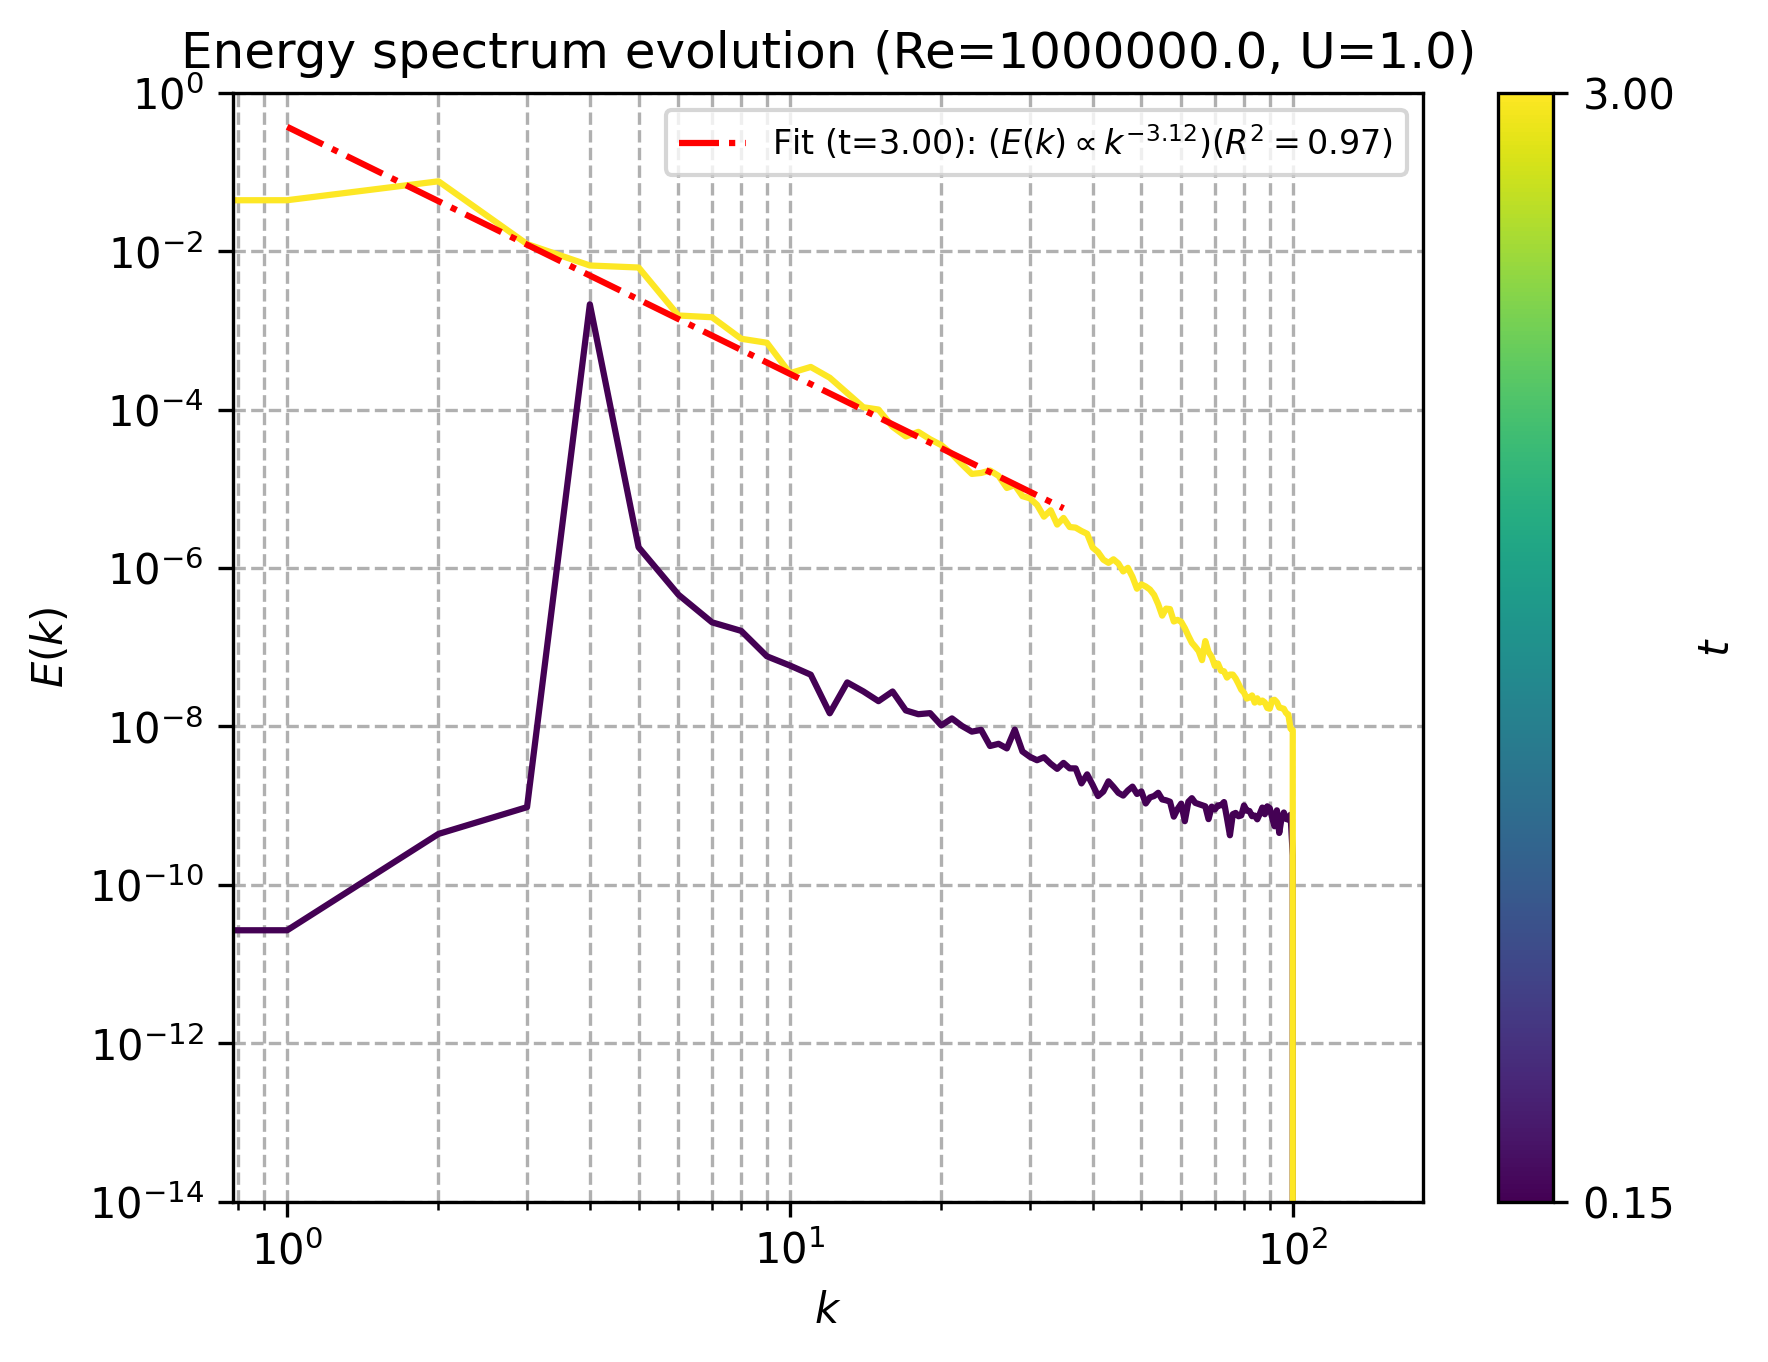 Energy spectrum evolution (Re=1000000.0, U=1.0)
Fit (t=3.00): (E(k) ∝ k^{-3.12})(R^2 = 0.97)
10^0
10^{-2}
10^{-4}
10^{-6}
10^{-8}
10^{-10}
10^{-12}
10^{-14}
E(k)
10^0
10^1
10^2
k
3.00
0.15
t